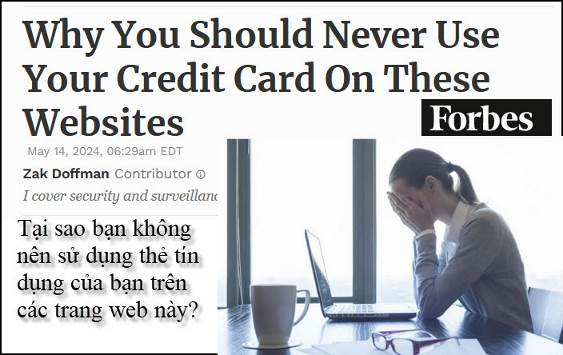 Why You Should Never Use
Your Credit Card On These
Websites
Forbes
May 14, 2024, 06:29am EDT
Zak Doffman Contributor
I cover security and surveillanc
Tại sao bạn không
nên sử dụng thẻ tín
dụng của bạn trên
các trang web này?